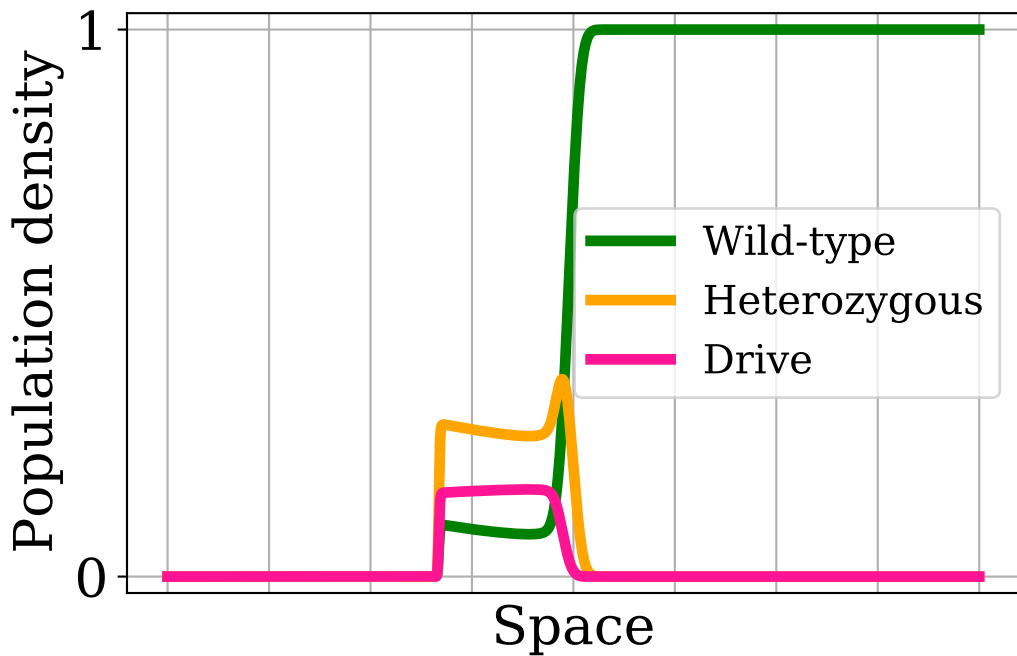 Population density
1
0
Wild-type
Heterozygous
Drive
Space